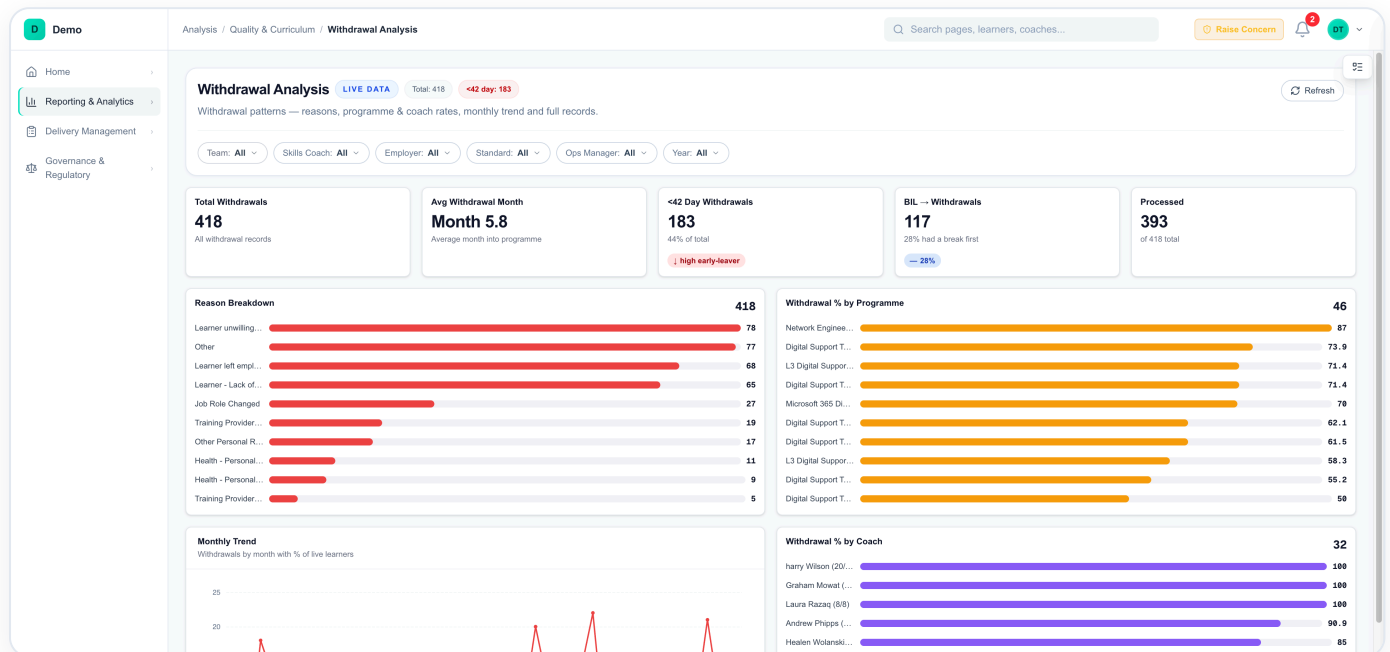 D Demo
Analysis / Quality & Curriculum / Withdrawal Analysis
Search pages, learners, coaches...
Raise Concern
2
DT
Home
Reporting & Analytics
Delivery Management
Governance &
Regulatory
Withdrawal Analysis LIVE DATA Total: 418 <42 day: 183
Refresh
Withdrawal patterns — reasons, programme & coach rates, monthly trend and full records.
Team: All Skills Coach: All Employer: All Standard: All Ops Manager: All Year: All
Total Withdrawals
418
All withdrawal records
Avg Withdrawal Month
Month 5.8
Average month into programme
<42 Day Withdrawals
183
44% of total
↓ high early-leaver
BIL → Withdrawals
117
28% had a break first
— 28%
Processed
393
of 418 total
Reason Breakdown 418
Learner unwilling... 78
Other 77
Learner left empl... 68
Learner - Lack of... 65
Job Role Changed 27
Training Provider... 19
Other Personal R... 17
Health - Personal... 11
Health - Personal... 9
Training Provider... 5
Withdrawal % by Programme 46
Network Enginee... 87
Digital Support T... 73.9
L3 Digital Suppor... 71.4
Digital Support T... 71.4
Microsoft 365 Di... 70
Digital Support T... 62.1
Digital Support T... 61.5
L3 Digital Suppor... 58.3
Digital Support T... 55.2
Digital Support T... 50
Monthly Trend
Withdrawals by month with % of live learners
25
20
Withdrawal % by Coach 32
harry Wilson (20/... 100
Graham Mowat (... 100
Laura Razaq (8/8) 100
Andrew Phipps (... 90.9
Healen Wolanski... 85